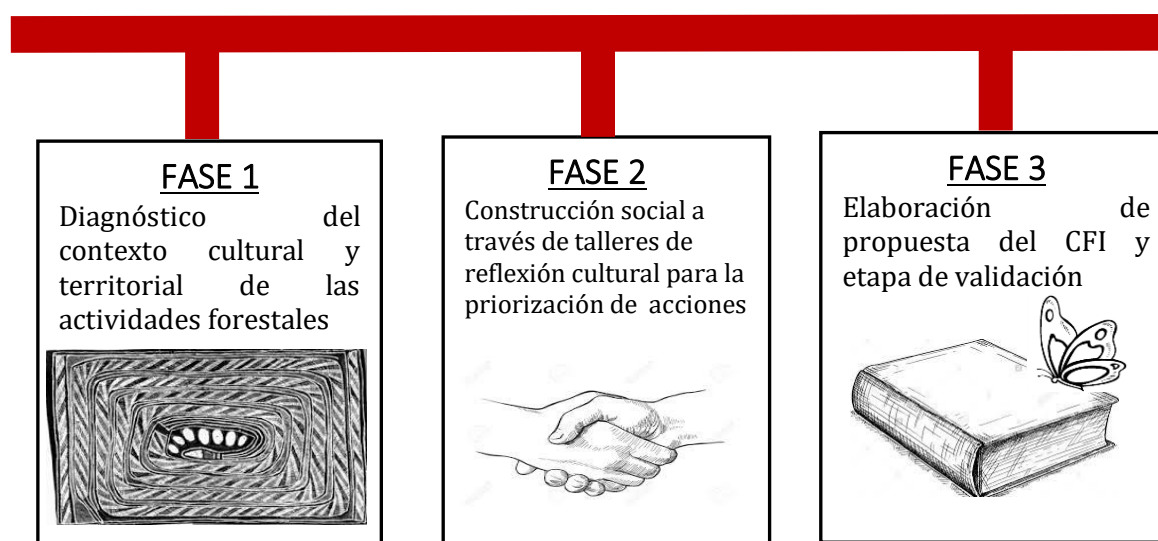 FASE 1
Diagnóstico del
contexto cultural y
territorial de las
actividades forestales
FASE 2
Construcción social a
través de talleres de
reflexión cultural para la
priorización de acciones
FASE 3
Elaboración de
propuesta del CFI y
etapa de validación